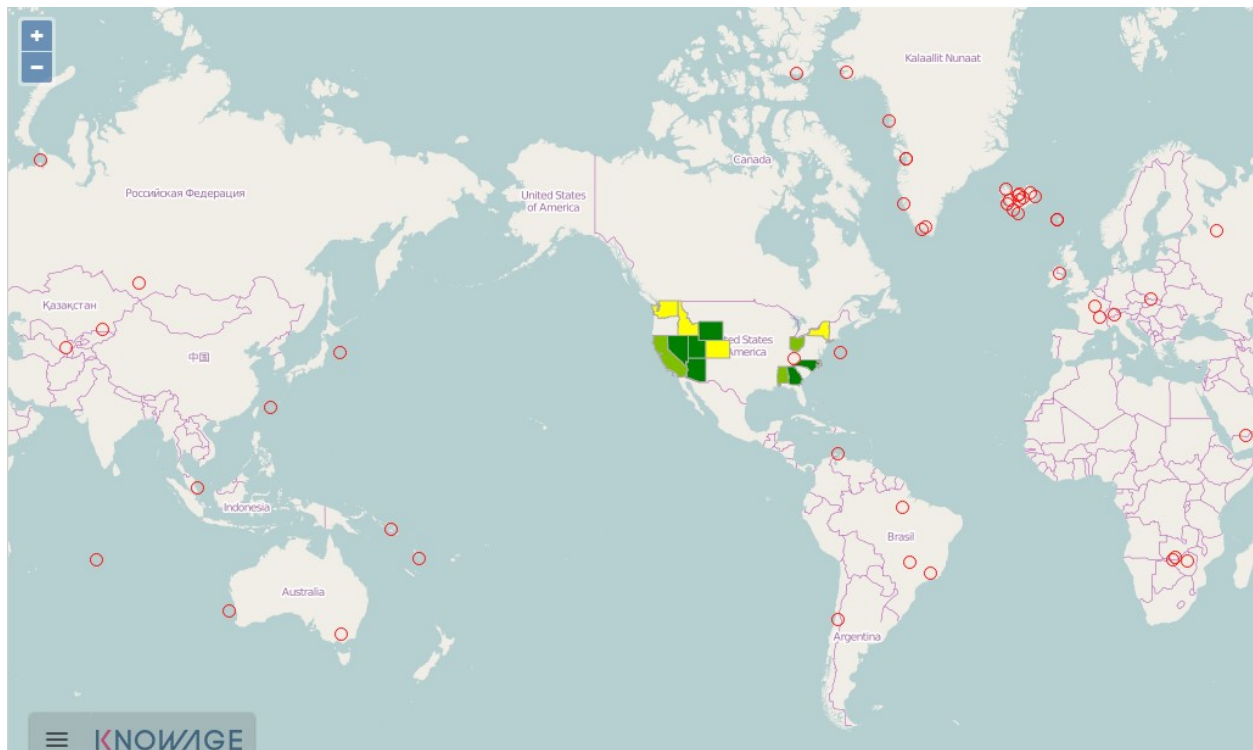 +
−
Kalaallit Nunaat
Canada
Российская Федерация
United States
of America
Қазақстан
中国
ted States
America
Indonesia
Brasil
Australia
Argentina
KNOWAGE